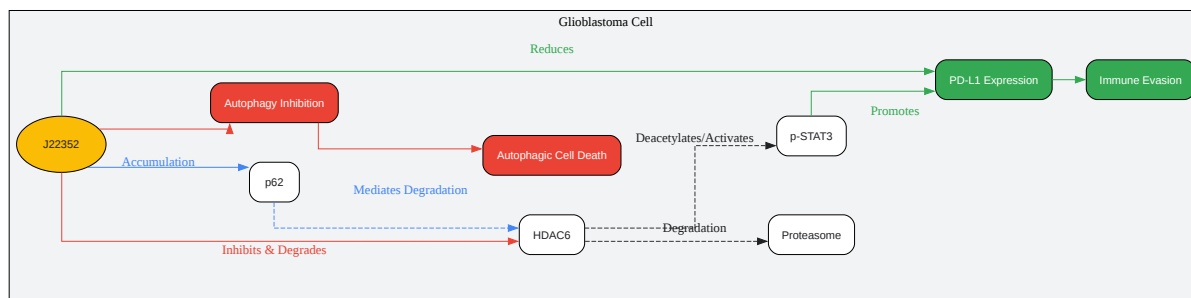 Glioblastoma Cell
Reduces
PD-L1 Expression
Immune Evasion
Autophagy Inhibition
Promotes
J22352
p-STAT3
Deacetylates/Activates
Autophagic Cell Death
Accumulation
p62
Mediates Degradation
HDAC6
Degradation
Proteasome
Inhibits & Degrades